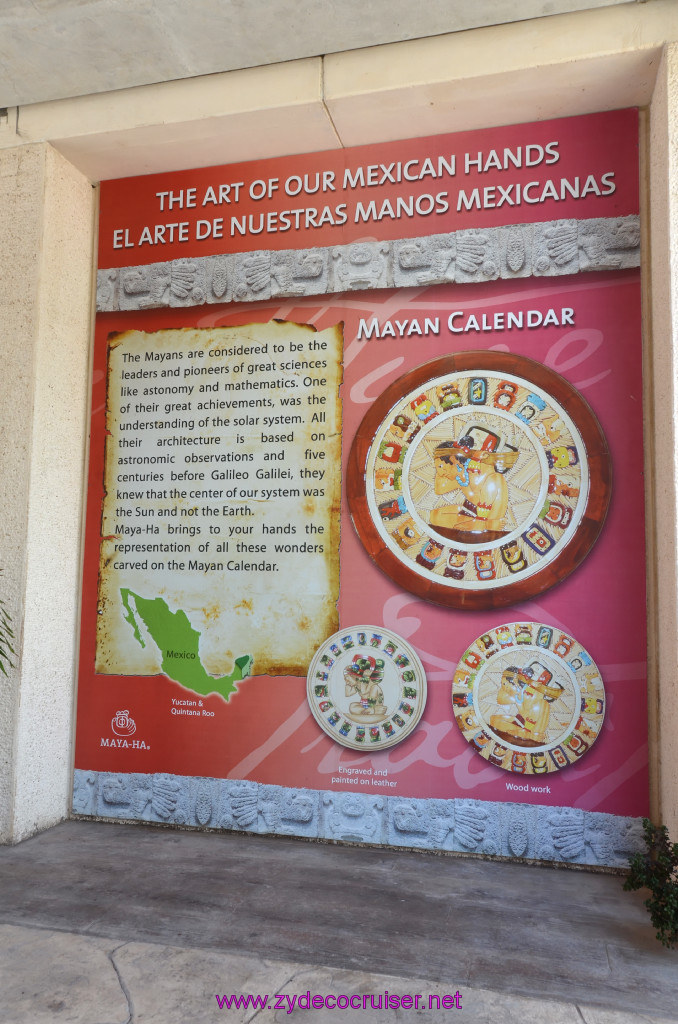 THE ART OF OUR MEXICAN HANDS
EL ARTE DE NUESTRAS MANOS MEXICANAS
MAYAN CALENDAR
The Mayans are considered to be the
leaders and pioneers of great sciences
like astonomy and mathematics. One
of their great achievements, was the
understanding of the solar system. All
their architecture is based on
astronomic observations and five
centuries before Galileo Galilei, they
knew that the center of our system was
the Sun and not the Earth.
Maya-Ha brings to your hands the
representation of all these wonders
carved on the Mayan Calendar.
Mexico
Yucatan &
Quintana Roo
MAYA-HA®
Engraved and
painted on leather
Wood work
www.zydecocruiser.net